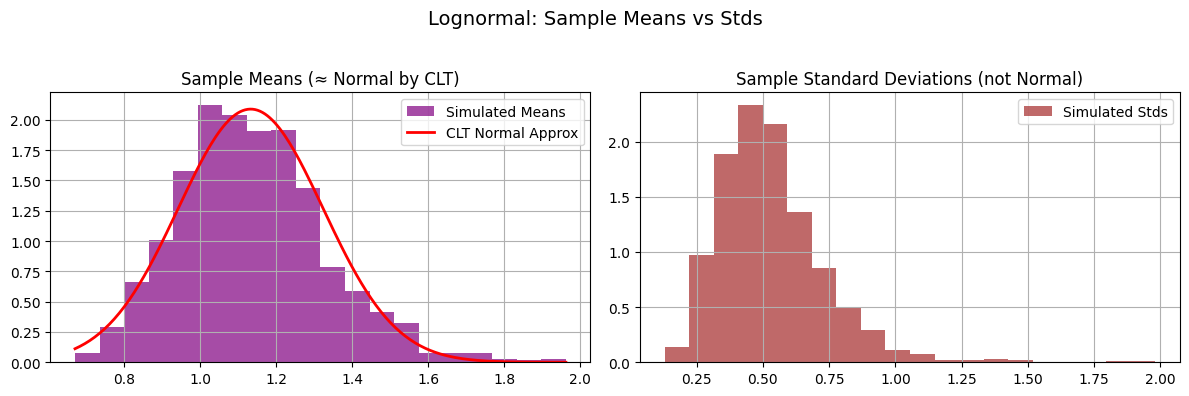 Lognormal: Sample Means vs Stds
Sample Means (≈ Normal by CLT)
Simulated Means
CLT Normal Approx
2.00
1.75
1.50
1.25
1.00
0.75
0.50
0.25
0.00
0.8 1.0 1.2 1.4 1.6 1.8 2.0
Sample Standard Deviations (not Normal)
Simulated Stds
2.0
1.5
1.0
0.5
0.0
0.25 0.50 0.75 1.00 1.25 1.50 1.75 2.00